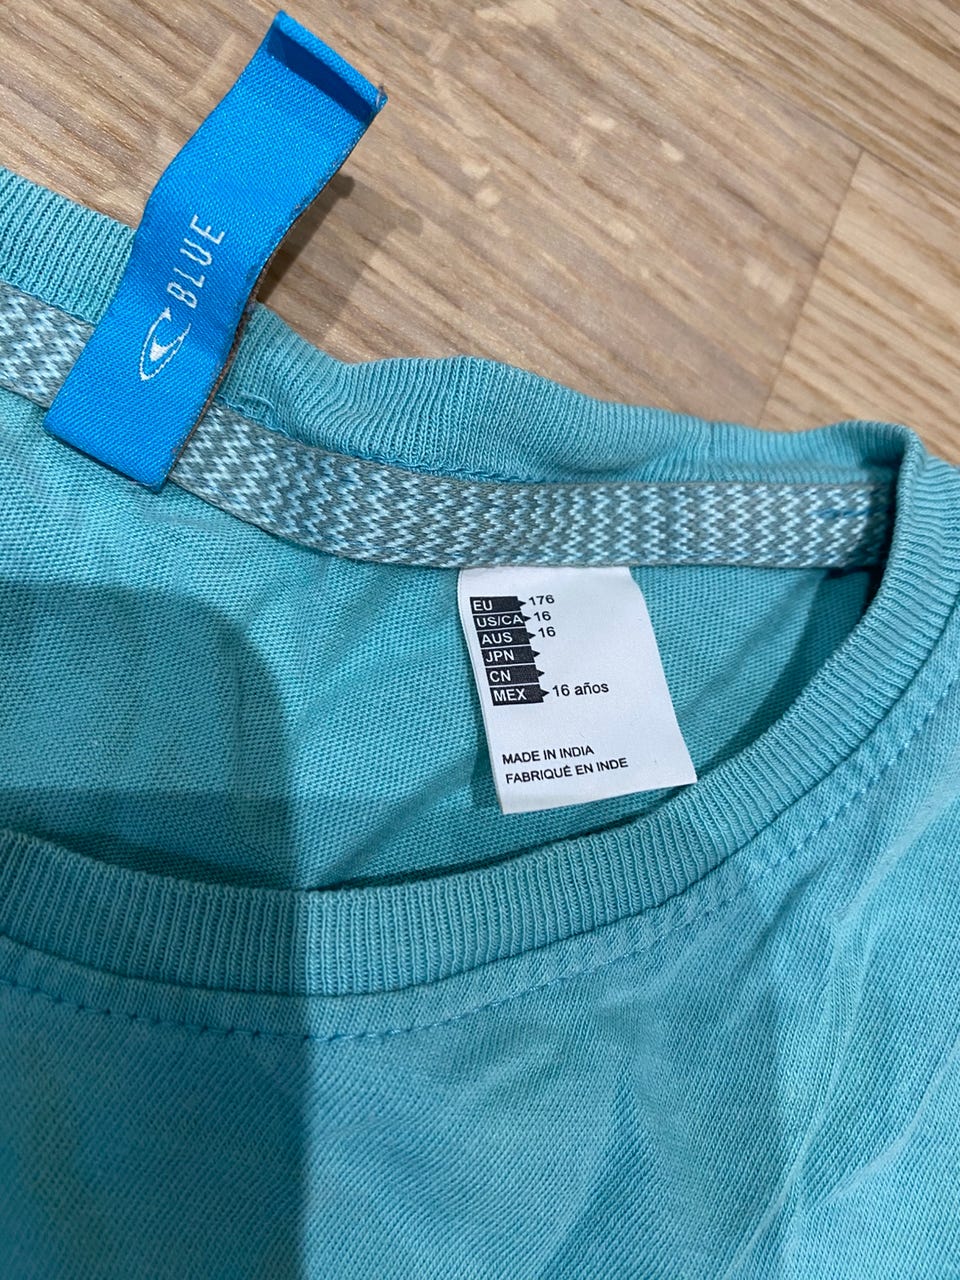 BLUE
EU 176
US/CA 16
AUS 16
JPN
CN
MEX 16 años
MADE IN INDIA
FABRIQUÉ EN INDE